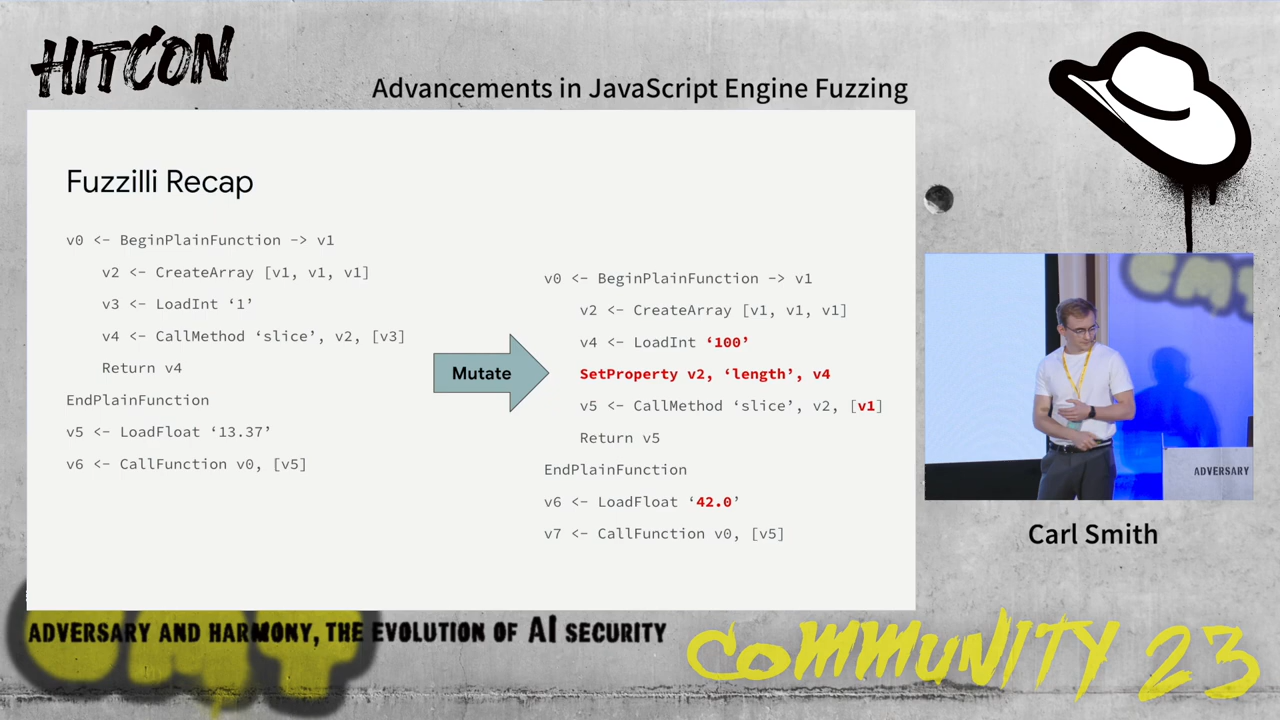 HITCON
Advancements in JavaScript Engine Fuzzing
Fuzzilli Recap
v0 <- BeginPlainFunction -> v1
v2 <- CreateArray [v1, v1, v1]
v3 <- LoadInt ‘1’
v4 <- CallMethod ‘slice’, v2, [v3]
Return v4
EndPlainFunction
v5 <- LoadFloat ‘13.37’
v6 <- CallFunction v0, [v5]
Mutate
v0 <- BeginPlainFunction -> v1
v2 <- CreateArray [v1, v1, v1]
v4 <- LoadInt ‘100’
SetProperty v2, ‘length’, v4
v5 <- CallMethod ‘slice’, v2, [v1]
Return v5
EndPlainFunction
v6 <- LoadFloat ‘42.0’
v7 <- CallFunction v0, [v5]
CMT
ADVERSARY
Carl Smith
CMT
ADVERSARY AND HARMONY, THE EVOLUTION OF AI SECURITY
COMMUNITY 23